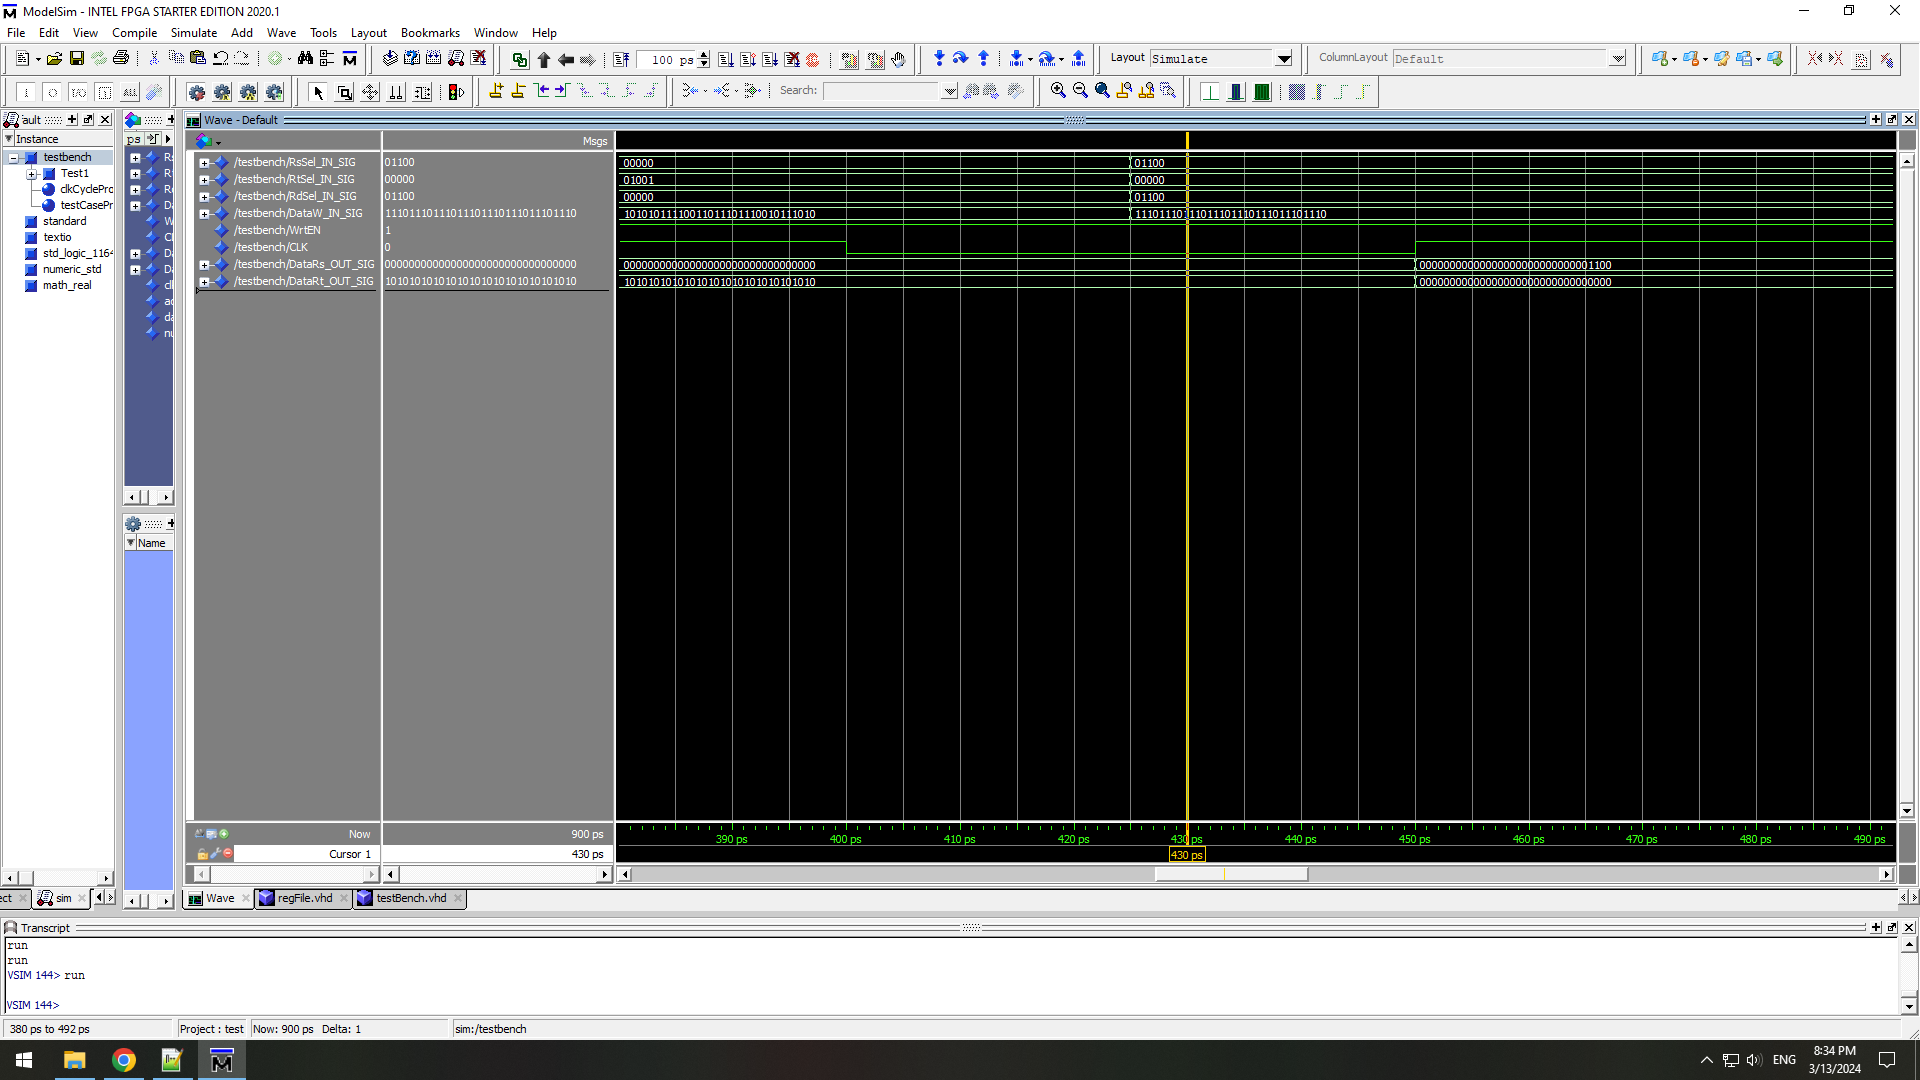 ModelSim - INTEL FPGA STARTER EDITION 2020.1
File Edit View Compile Simulate Add Wave Tools Layout Bookmarks Window Help
100 ps
Layout Simulate
ColumnLayout Default
Search:
ault
Instance
testbench
Test1
clkCyclePro
testCasePr
standard
textio
std_logic_1164
numeric_std
math_real
ps
Name
Wave - Default
Msgs
/testbench/RsSel_IN_SIG 01100 00000 01100
/testbench/RtSel_IN_SIG 00000 01001 00000
/testbench/RdSel_IN_SIG 01100 00000 01100
/testbench/DataW_IN_SIG 11101110111011101110111011101110 10101011110011011101110010111010 11101110111011101110111011101110
/testbench/WrtEN 1
/testbench/CLK 0
/testbench/DataRs_OUT_SIG 00000000000000000000000000000000 00000000000000000000000000000000 00000000000000000000000000001100
/testbench/DataRt_OUT_SIG 10101010101010101010101010101010 10101010101010101010101010101010 00000000000000000000000000000000
Now 900 ps
390 ps 400 ps 410 ps 420 ps 430 ps 440 ps 450 ps 460 ps 470 ps 480 ps 490 ps
Cursor 1 430 ps
430 ps
ect sim
Wave regFile.vhd testBench.vhd
Transcript
run
run
VSIM 144> run
VSIM 144>
380 ps to 492 ps Project : test Now: 900 ps Delta: 1 sim:/testbench
ENG
8:34 PM
3/13/2024